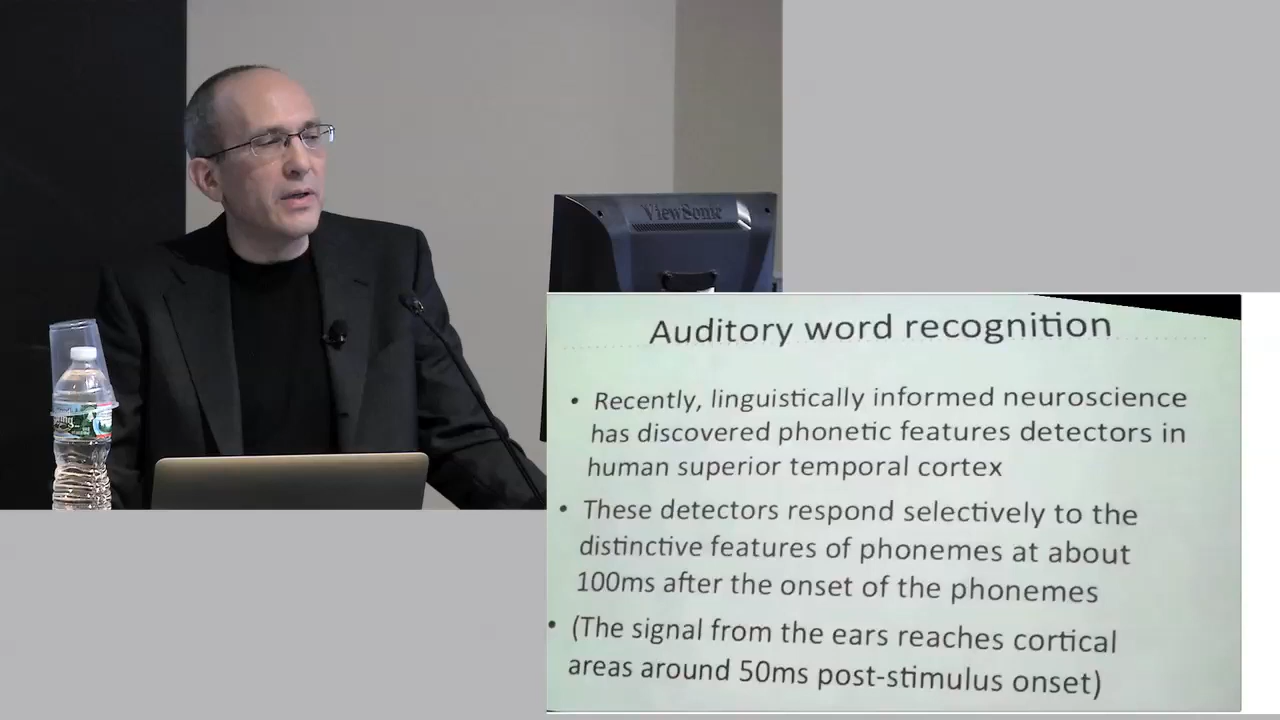 ViewSonic
Auditory word recognition
• Recently, linguistically informed neuroscience
has discovered phonetic features detectors in
human superior temporal cortex
• These detectors respond selectively to the
distinctive features of phonemes at about
100ms after the onset of the phonemes
• (The signal from the ears reaches cortical
areas around 50ms post-stimulus onset)